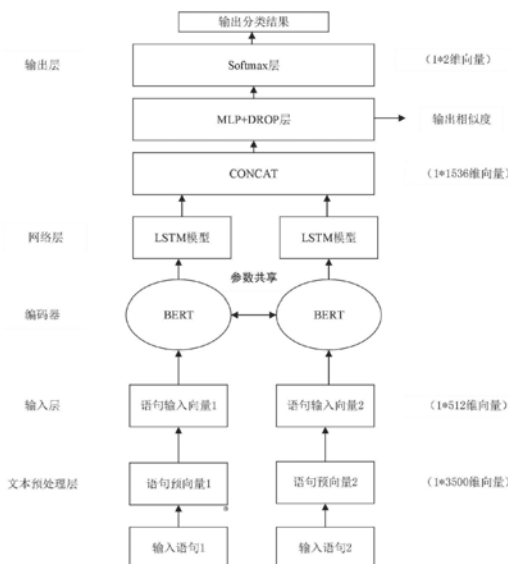 输出分类结果
输出层
Softmax层
(1*2维向量)
MLP+DROP层
输出相似度
CONCAT
(1*1536维向量)
网络层
LSTM模型
LSTM模型
参数共享
编码器
BERT
BERT
输入层
语句输入向量1
语句输入向量2
(1*512维向量)
文本预处理层
语句预向量1
语句预向量2
(1*3500维向量)
输入语句1
输入语句2